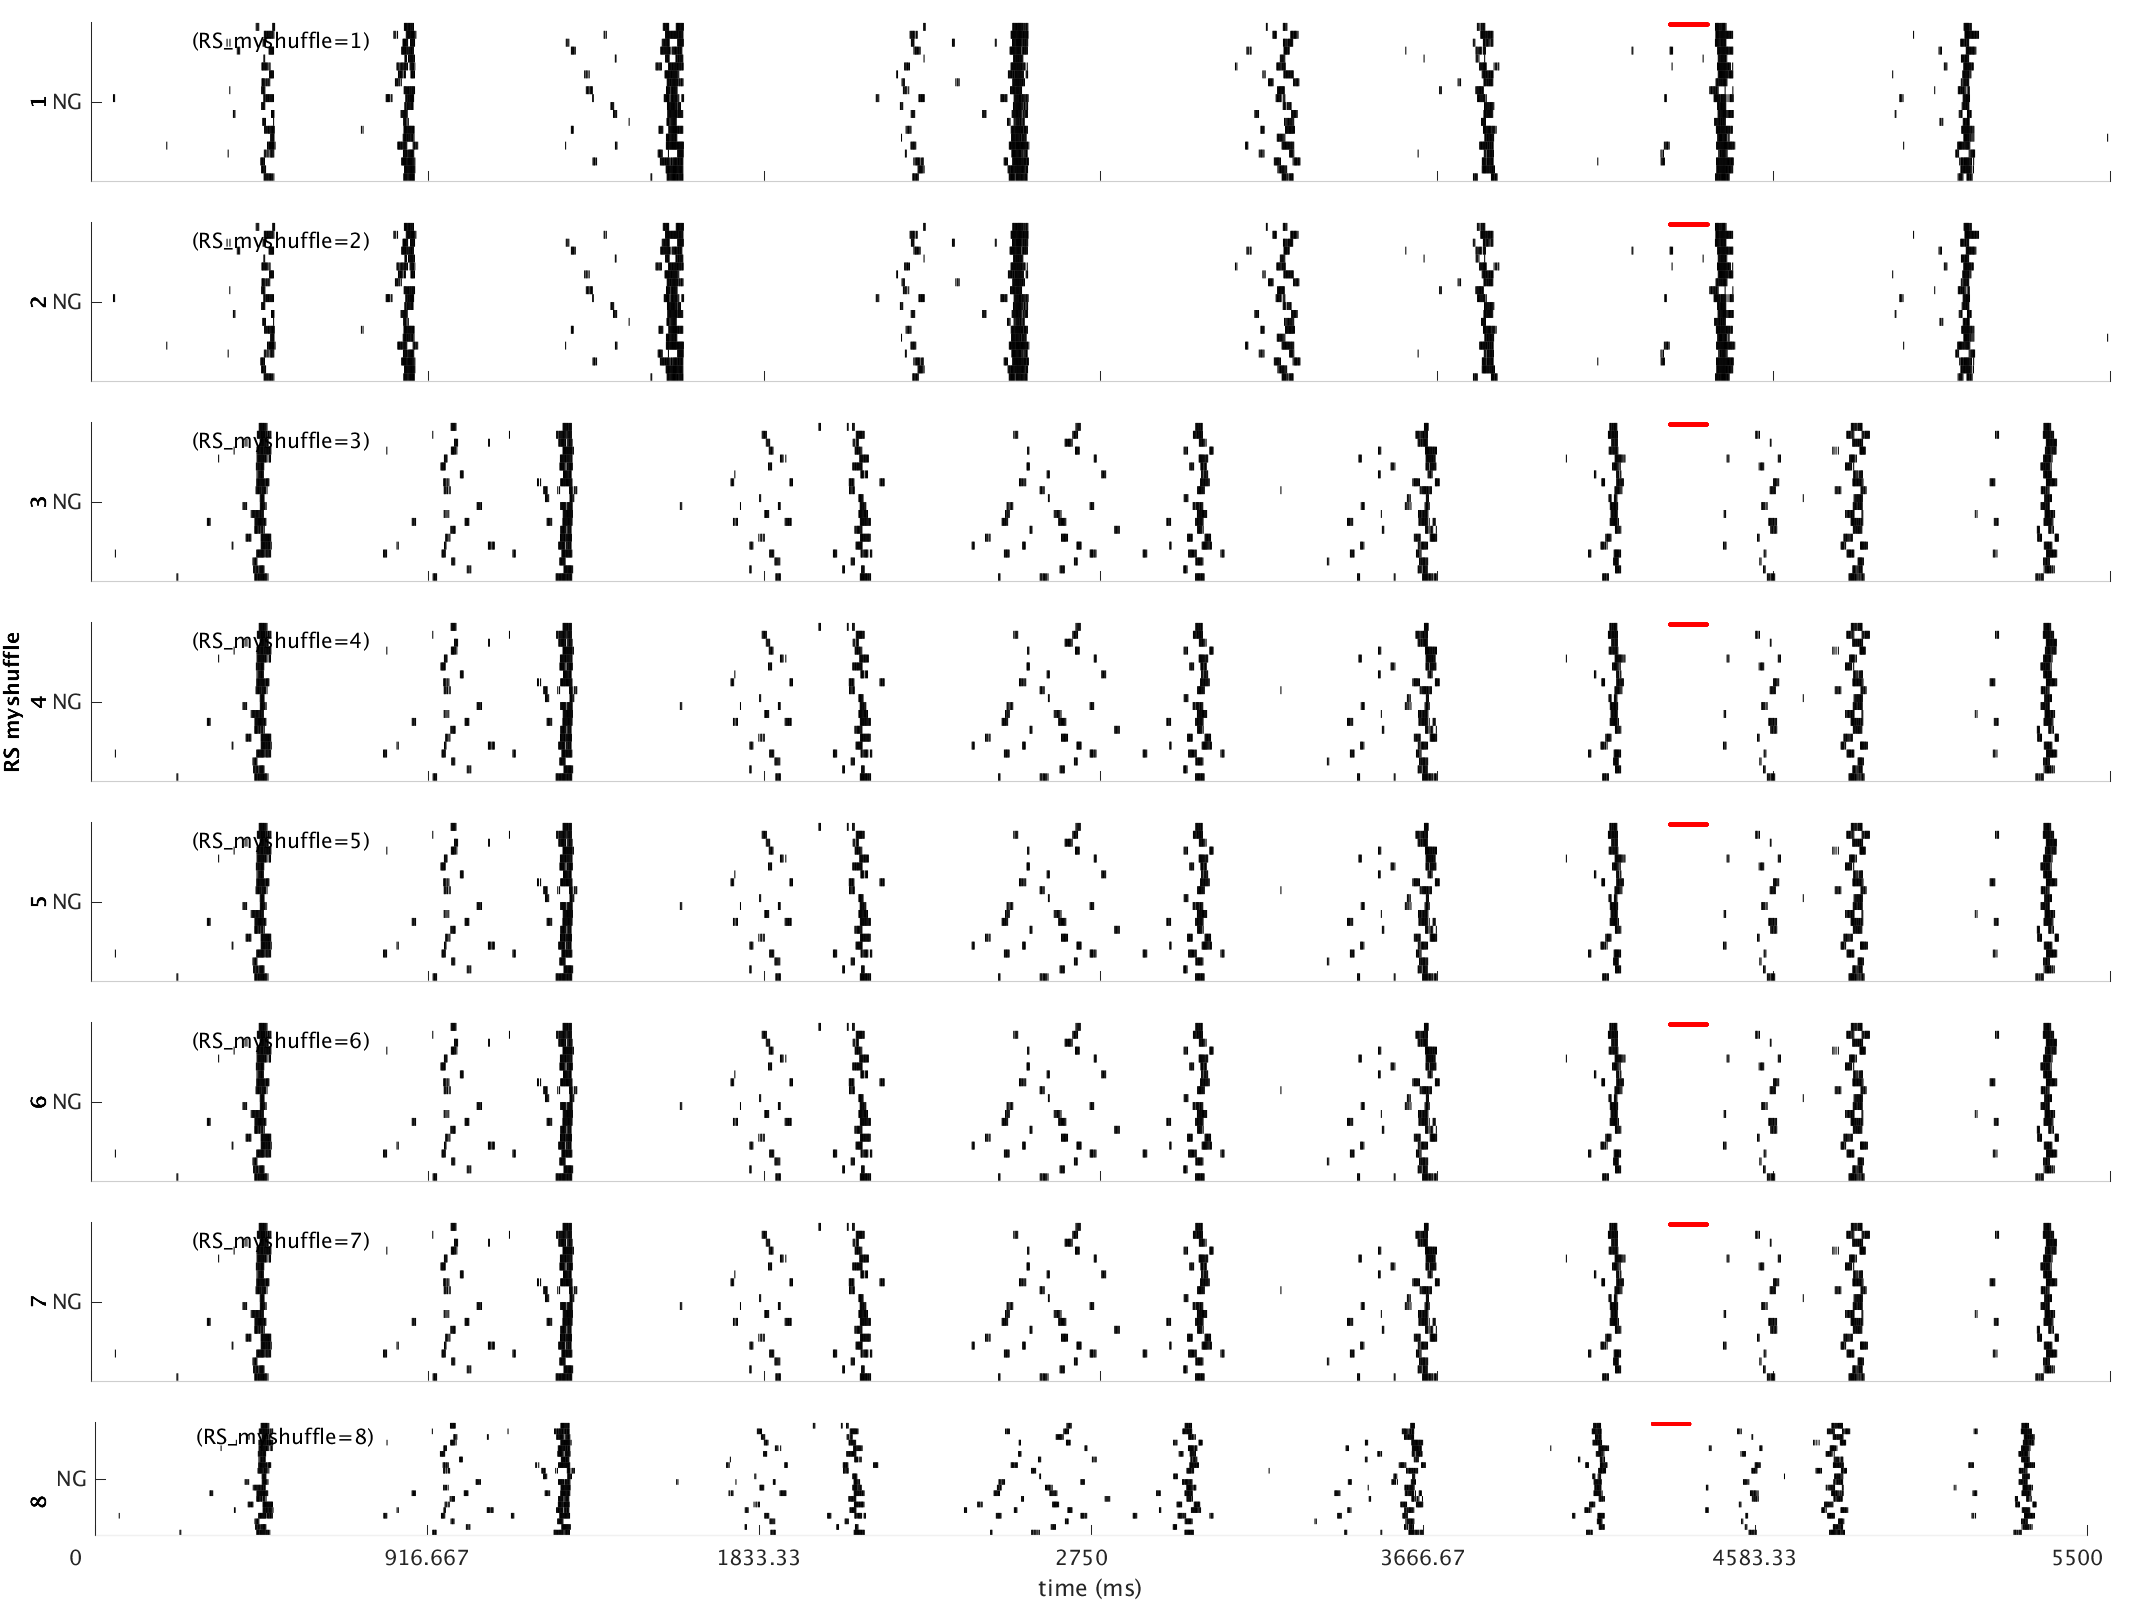 (RS_myshuffle=1)
1 NG
(RS_myshuffle=2)
2 NG
(RS_myshuffle=3)
3 NG
(RS_myshuffle=4)
RS myshuffle
4 NG
(RS_myshuffle=5)
5 NG
(RS_myshuffle=6)
6 NG
(RS_myshuffle=7)
7 NG
(RS_myshuffle=8)
8 NG
0 916.667 1833.33 2750 3666.67 4583.33 5500
time (ms)